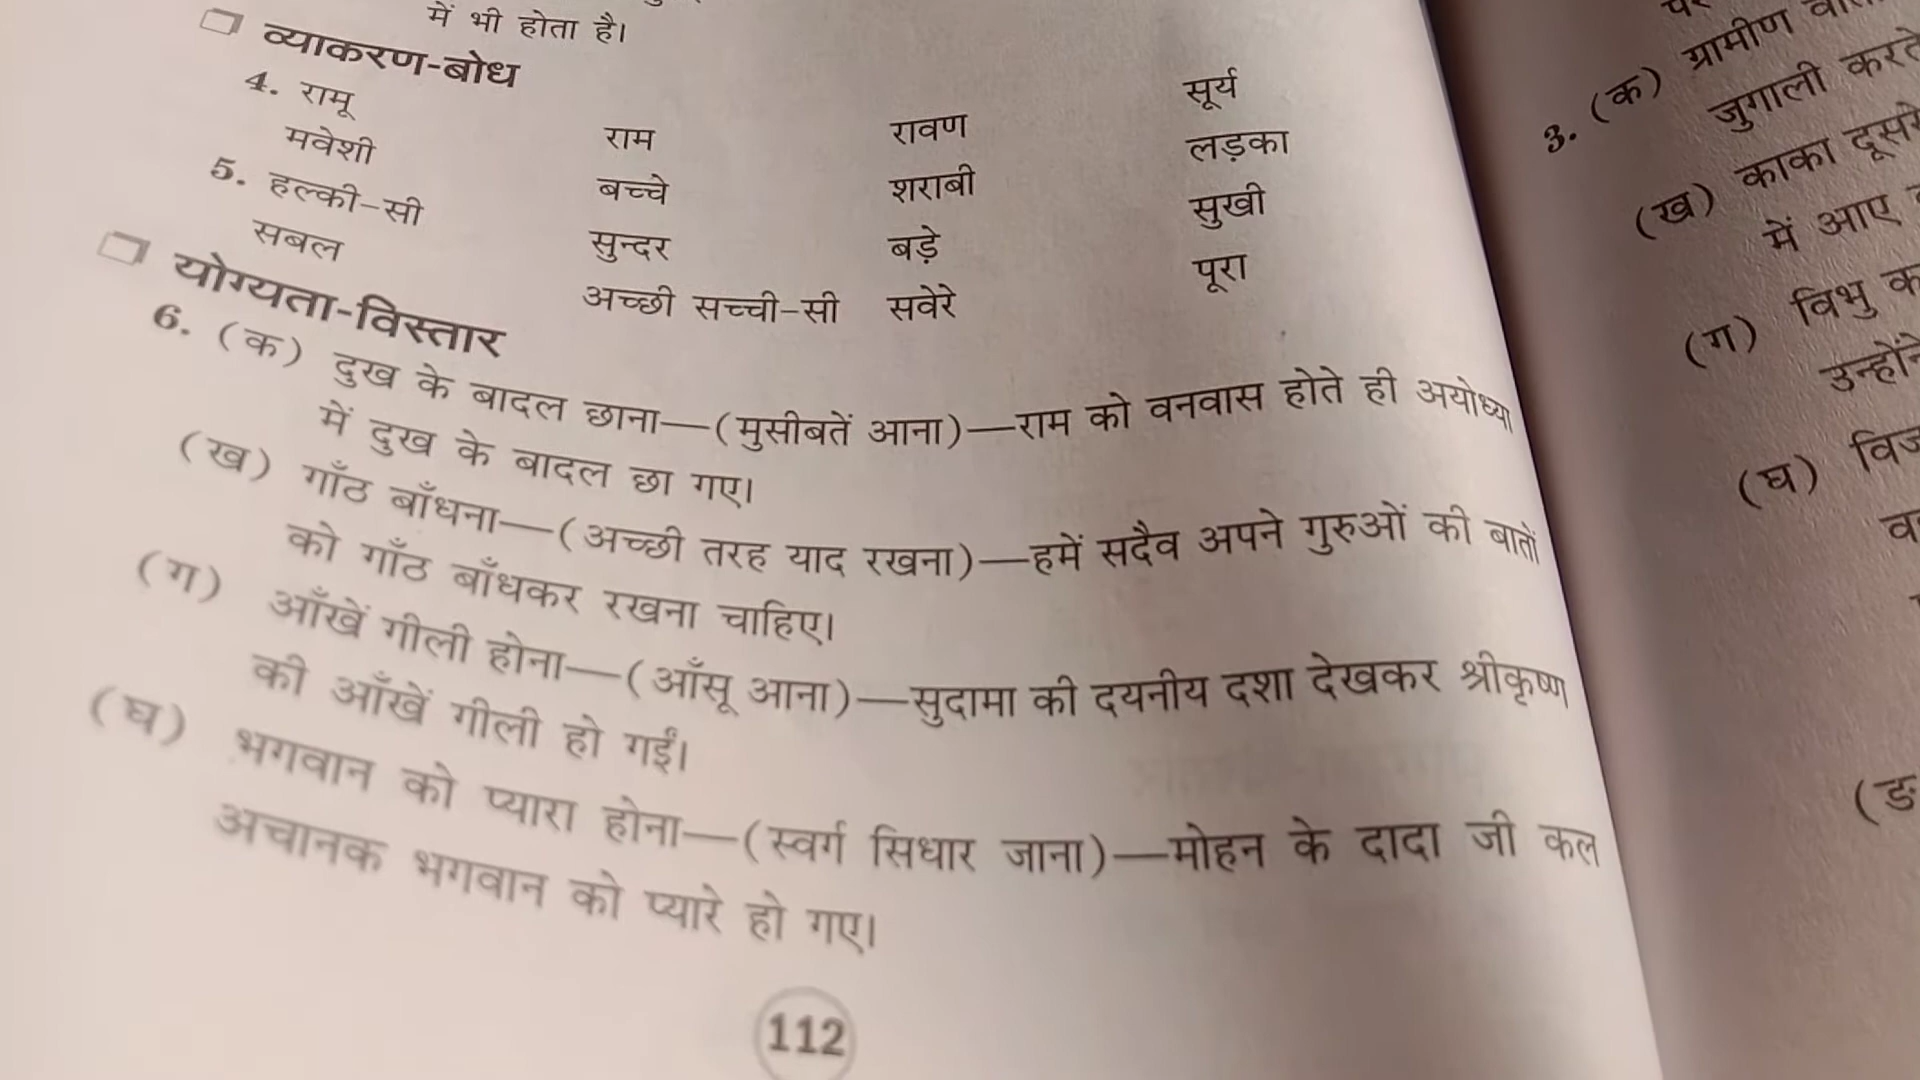 में भी होता है।
व्याकरण-बोध
4. रामू राम रावण सूर्य
मवेशी बच्चे शराबी लड़का
5. हल्की-सी सुन्दर बड़े सुखी
सबल अच्छी सच्ची-सी सवेरे पूरा
योग्यता-विस्तार
6. (क) दुख के बादल छाना—(मुसीबतें आना)—राम को वनवास होते ही अयोध्या
में दुख के बादल छा गए।
(ख) गाँठ बाँधना—(अच्छी तरह याद रखना)—हमें सदैव अपने गुरुओं की बातों
को गाँठ बाँधकर रखना चाहिए।
(ग) आँखें गीली होना—(आँसू आना)—सुदामा की दयनीय दशा देखकर श्रीकृष्ण
की आँखें गीली हो गईं।
(घ) भगवान को प्यारा होना—(स्वर्ग सिधार जाना)—मोहन के दादा जी कल
अचानक भगवान को प्यारे हो गए।
112
3. (क) ग्रामीण
जुगाली करते
(ख) काका दूसरे
में आए
(ग) विभु
उन्होंने
(घ)
(ङ